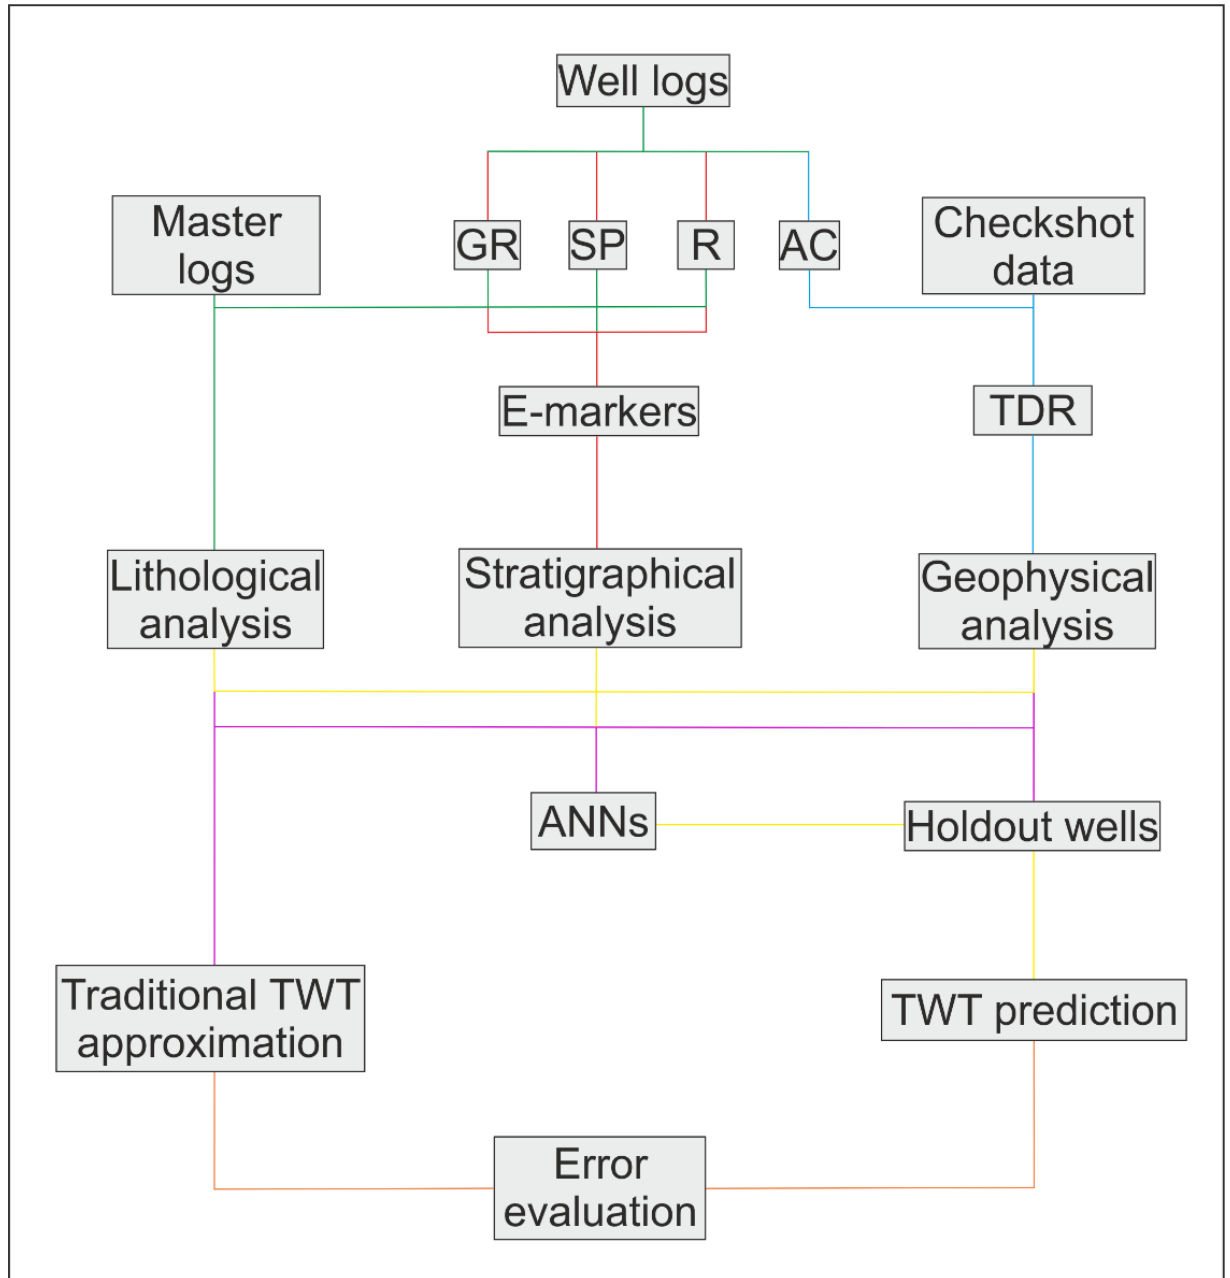 Well logs
Master
logs
GR
SP
R
AC
Checkshot
data
E-markers
TDR
Lithological
analysis
Stratigraphical
analysis
Geophysical
analysis
ANNs
Holdout wells
Traditional TWT
approximation
TWT prediction
Error
evaluation